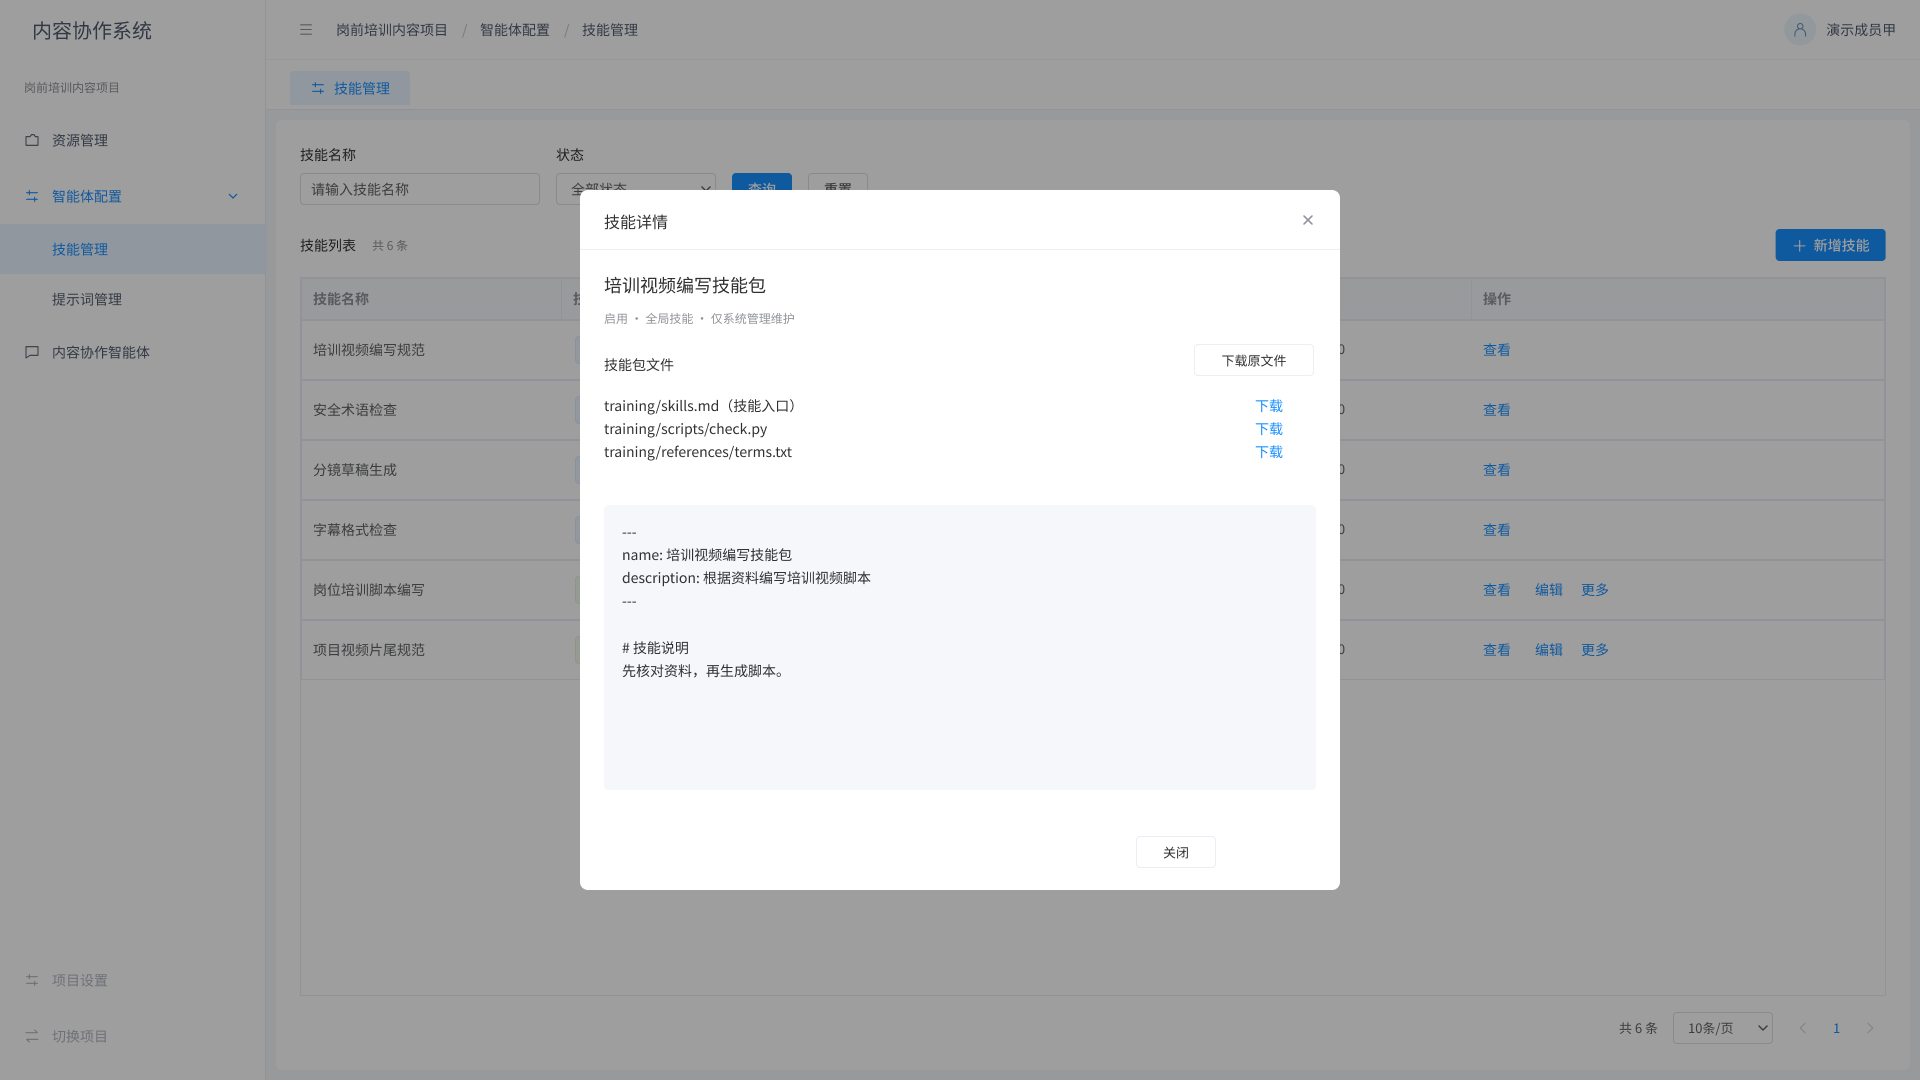 内容协作系统
岗前培训内容项目 / 智能体配置 / 技能管理
演示成员甲
岗前培训内容项目
资源管理
智能体配置
技能管理
提示词管理
内容协作智能体
项目设置
切换项目
技能管理
技能名称
状态
请输入技能名称
全部状态
查询
重置
技能列表 共 6 条
新增技能
技能名称
操作
培训视频编写规范
查看
安全术语检查
查看
分镜草稿生成
查看
字幕格式检查
查看
岗位培训脚本编写
查看 编辑 更多
项目视频片尾规范
查看 编辑 更多
技能详情
培训视频编写技能包
启用 • 全局技能 • 仅系统管理维护
技能包文件
下载原文件
training/skills.md（技能入口） 下载
training/scripts/check.py 下载
training/references/terms.txt 下载
---
name: 培训视频编写技能包
description: 根据资料编写培训视频脚本
---
# 技能说明
先核对资料，再生成脚本。
关闭
共 6 条
10条/页
1